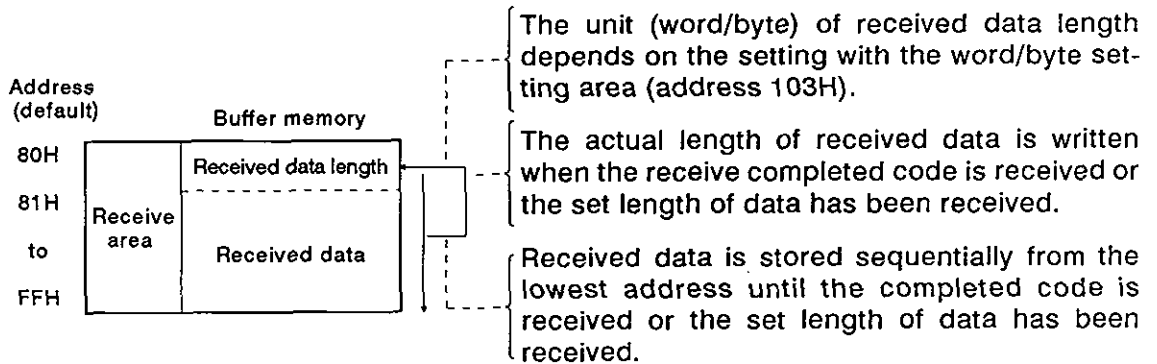 The unit (word/byte) of received data length
depends on the setting with the word/byte set-
ting area (address 103H).
Address
(default)
Buffer memory
80H
Received data length
The actual length of received data is written
when the receive completed code is received or
the set length of data has been received.
81H
Receive
area
to
Received data
FFH
Received data is stored sequentially from the
lowest address until the completed code is
received or the set length of data has been
received.